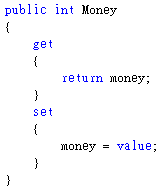 public int Money
{
    get
    {
        return money;
    }
    set
    {
        money = value;
    }
}